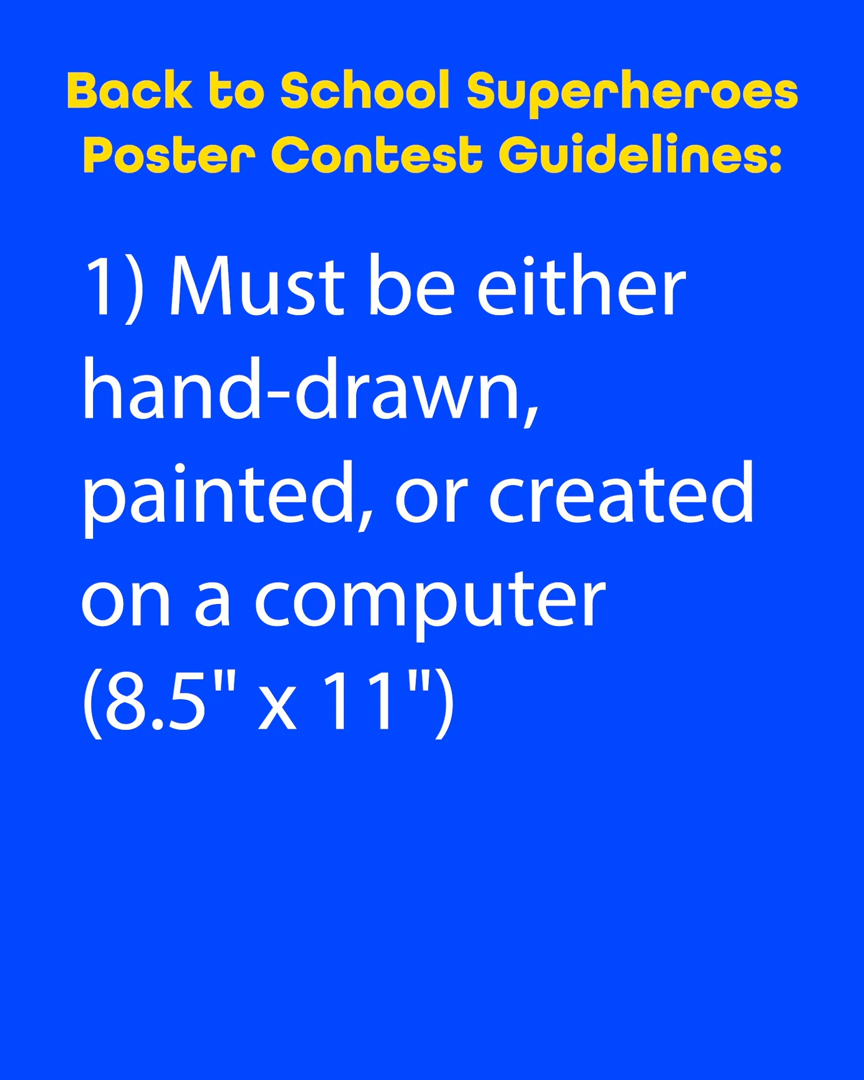 Back to School Superheroes
Poster Contest Guidelines:
1) Must be either
hand-drawn,
painted, or created
on a computer
(8.5" x 11")